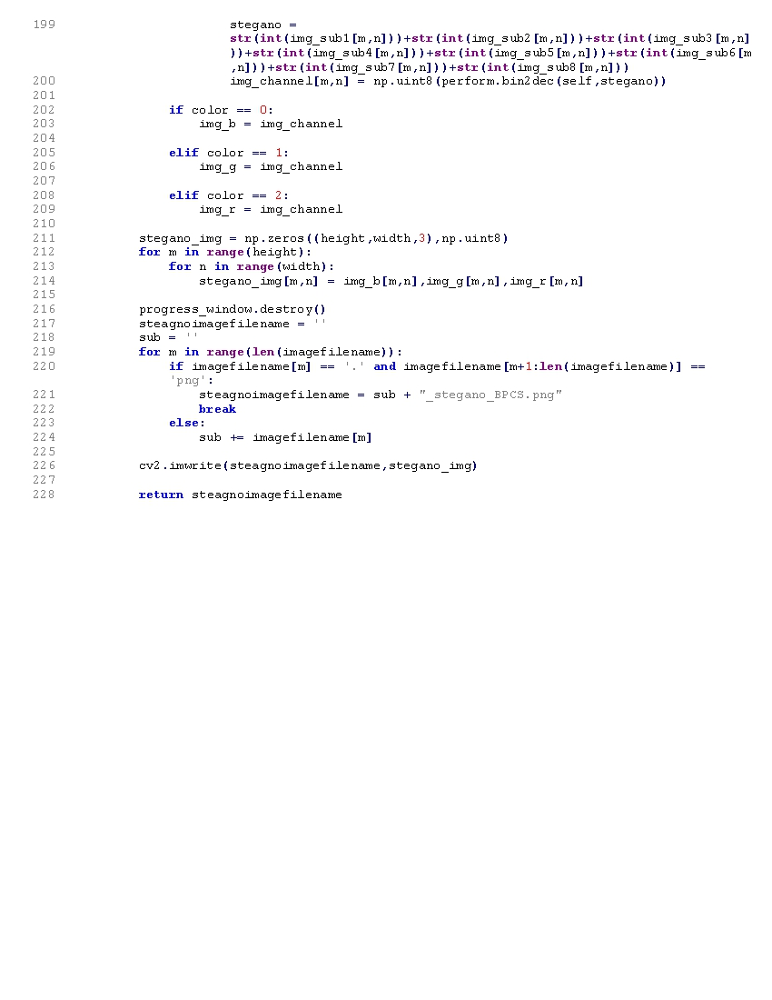 199 stegano =
str(int(img_sub1[m,n]))+str(int(img_sub2[m,n]))+str(int(img_sub3[m,n]
))+str(int(img_sub4[m,n]))+str(int(img_sub5[m,n]))+str(int(img_sub6[m
,n]))+str(int(img_sub7[m,n]))+str(int(img_sub8[m,n]))
200 img_channel[m,n] = np.uint8(perform.bin2dec(self,stegano))
201
202 if color == 0:
203 img_b = img_channel
204
205 elif color == 1:
206 img_g = img_channel
207
208 elif color == 2:
209 img_r = img_channel
210
211 stegano_img = np.zeros((height,width,3),np.uint8)
212 for m in range(height):
213 for n in range(width):
214 stegano_img[m,n] = img_b[m,n],img_g[m,n],img_r[m,n]
215
216 progress_window.destroy()
217 steagnoimagefilename = ''
218 sub = ''
219 for m in range(len(imagefilename)):
220 if imagefilename[m] == '.' and imagefilename[m+1:len(imagefilename)] ==
'png':
221 steagnoimagefilename = sub + "_stegano_BPCS.png"
222 break
223 else:
224 sub += imagefilename[m]
225
226 cv2.imwrite(steagnoimagefilename,stegano_img)
227
228 return steagnoimagefilename